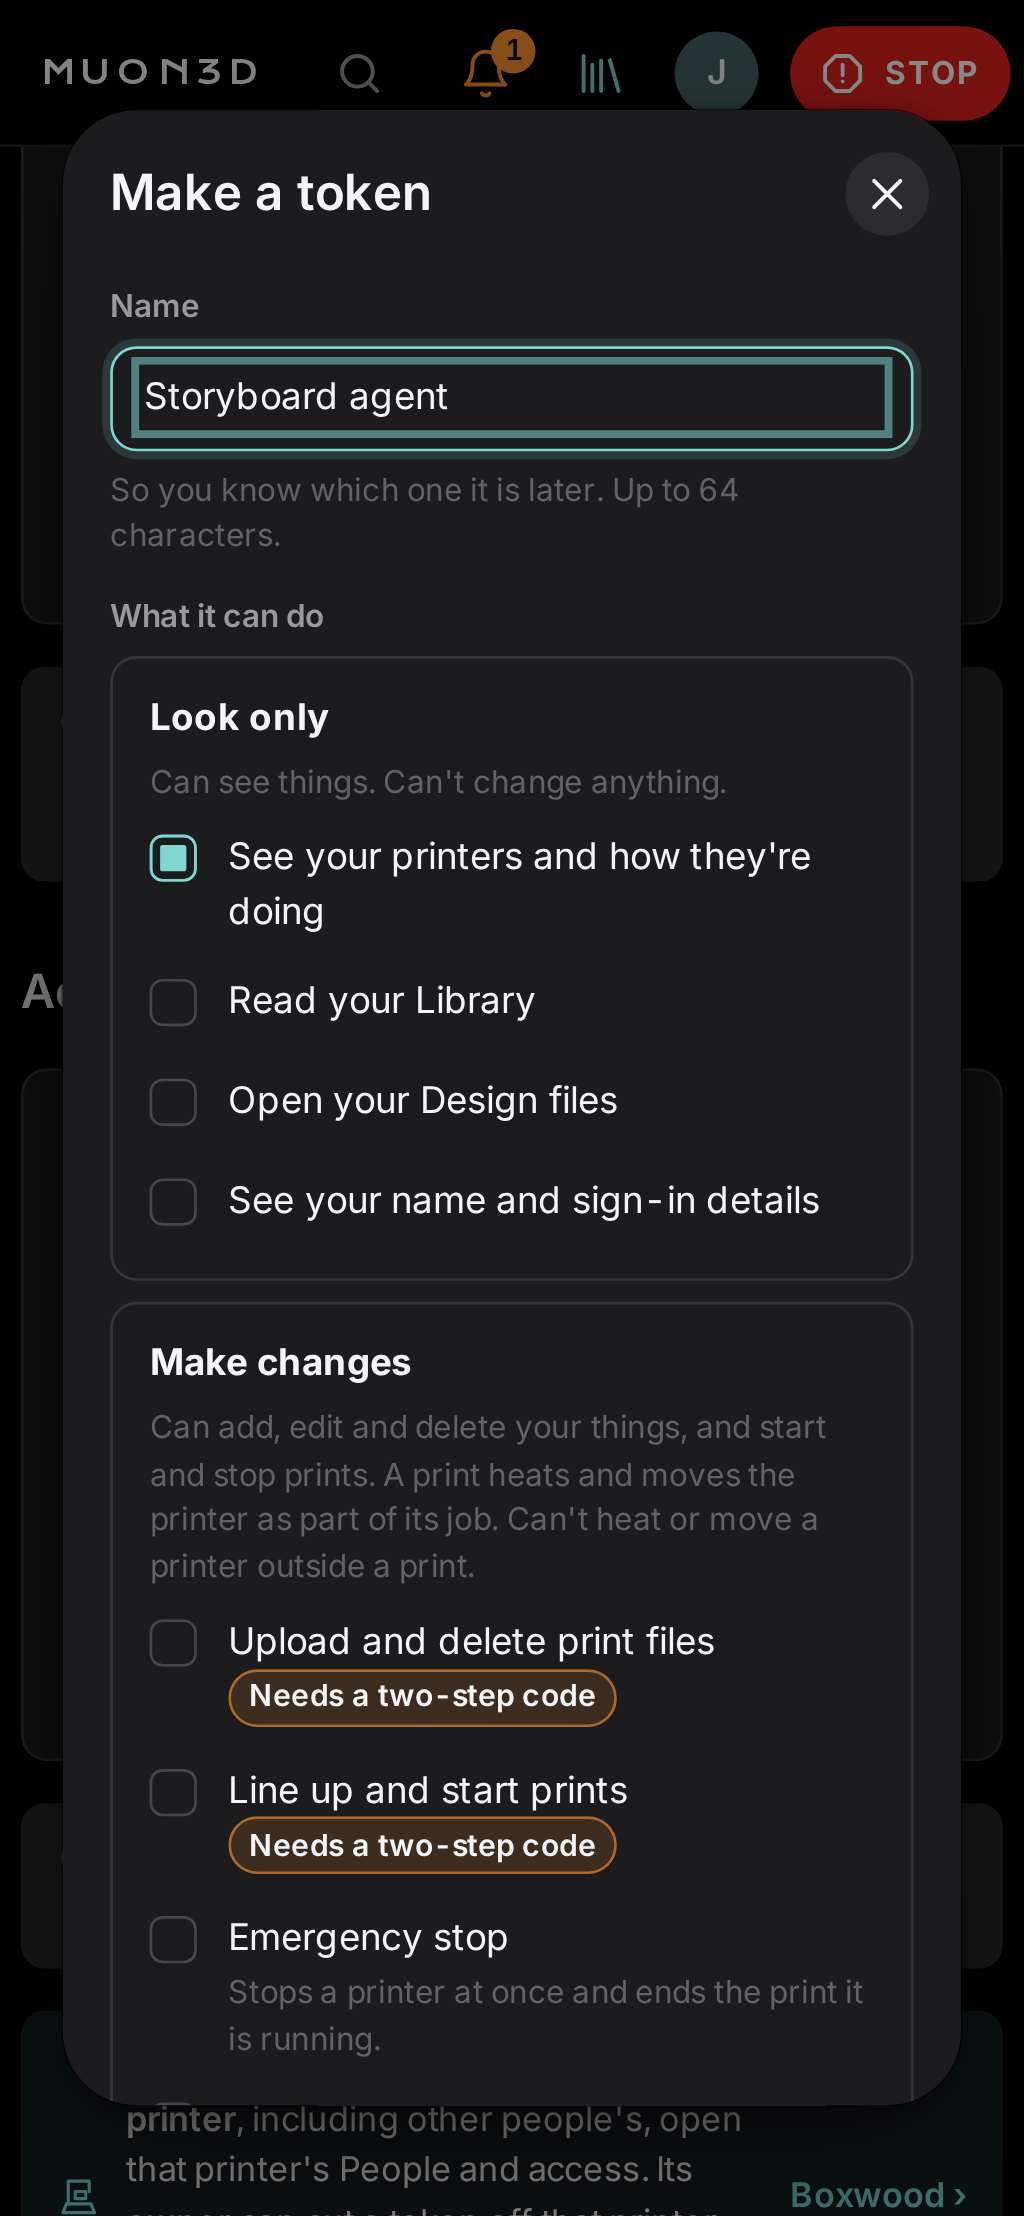 MUON3D
1
J
STOP
Make a token
Name
Storyboard agent
So you know which one it is later. Up to 64
characters.
What it can do
Look only
Can see things. Can't change anything.
See your printers and how they're
doing
Read your Library
Open your Design files
See your name and sign-in details
Make changes
Can add, edit and delete your things, and start
and stop prints. A print heats and moves the
printer as part of its job. Can't heat or move a
printer outside a print.
Upload and delete print files
Needs a two-step code
Line up and start prints
Needs a two-step code
Emergency stop
Stops a printer at once and ends the print it
is running.
printer, including other people's, open
that printer's People and access. Its
Boxwood ›